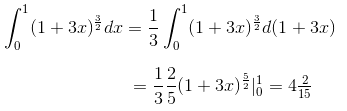 ∫₀¹(1 + 3x)^{3/2}dx = 1/3 ∫₀¹(1 + 3x)^{3/2}d(1 + 3x)
= 1/3 2/5 (1 + 3x)^{5/2}|₀¹ = 4 2/15